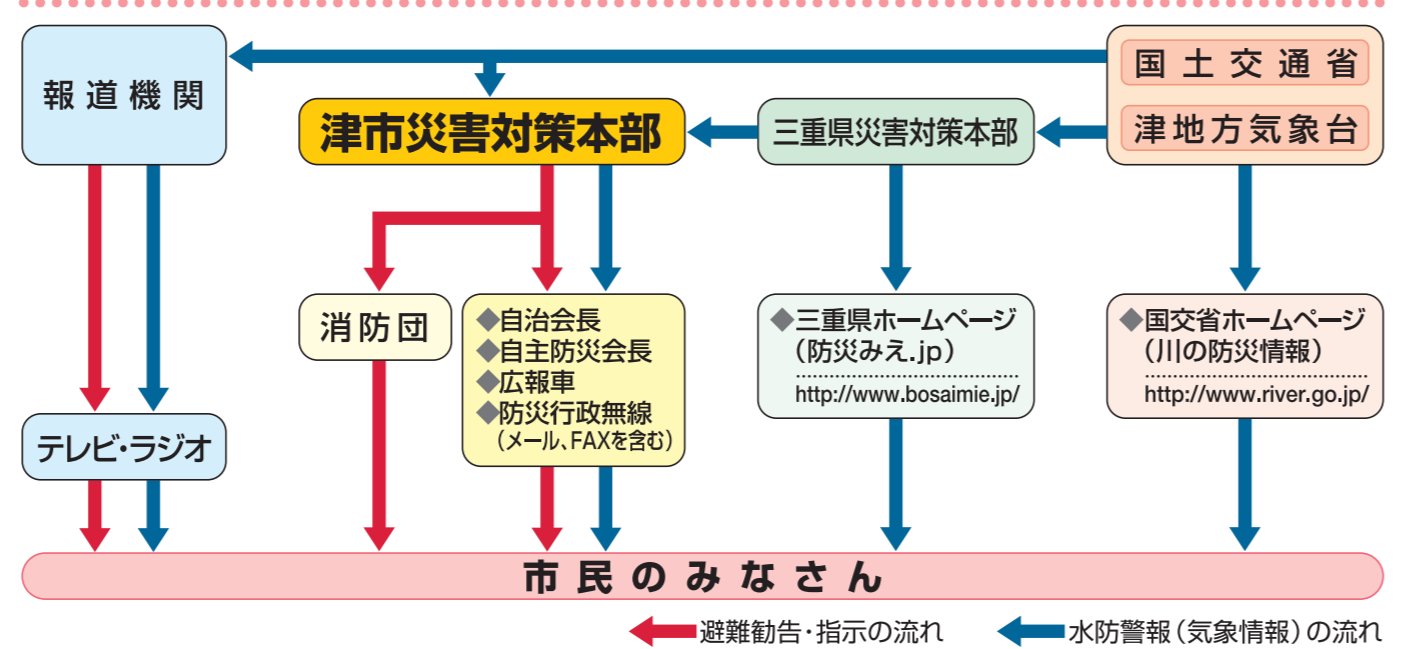 報道機関
国土交通省
津地方気象台
津市災害対策本部
三重県災害対策本部
消防団
◆自治会長
◆自主防災会長
◆広報車
◆防災行政無線
(メール、FAXを含む)
◆三重県ホームページ
(防災みえ.jp)
http://www.bosaimie.jp/
◆国交省ホームページ
(川の防災情報)
http://www.river.go.jp/
テレビ・ラジオ
市民のみなさん
避難勧告・指示の流れ
水防警報(気象情報)の流れ